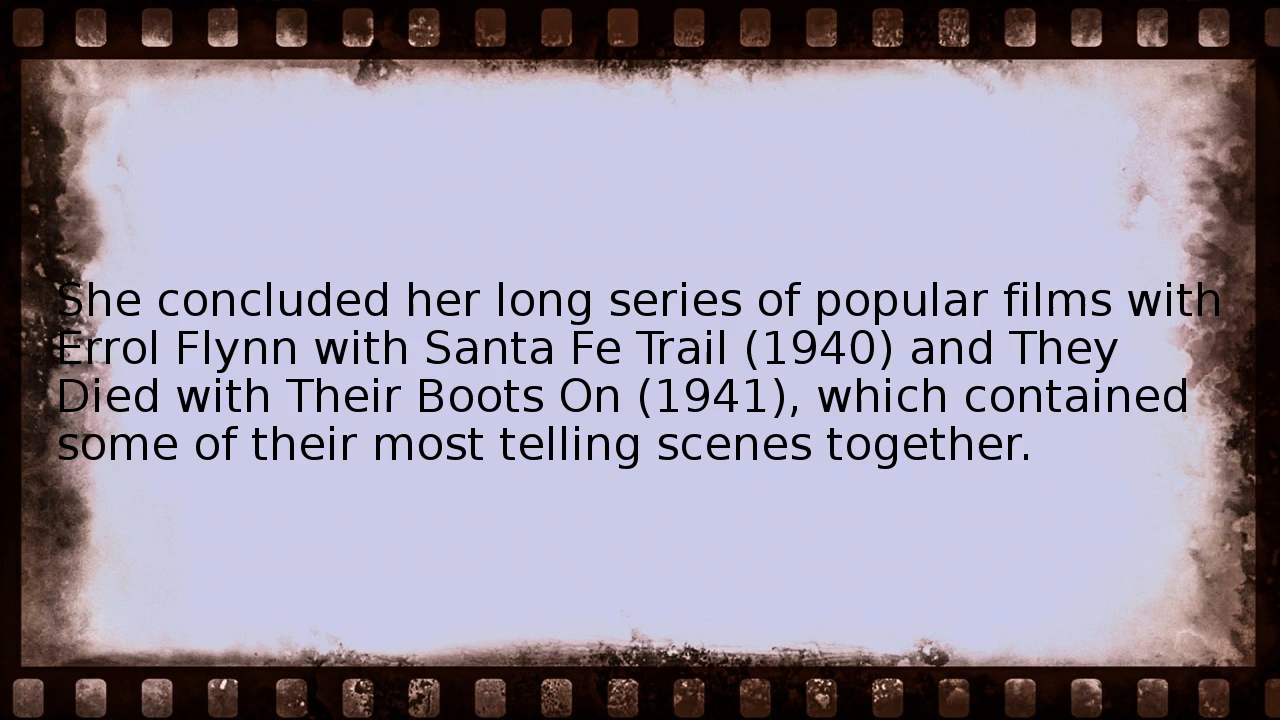 She concluded her long series of popular films with
Errol Flynn with Santa Fe Trail (1940) and They
Died with Their Boots On (1941), which contained
some of their most telling scenes together.